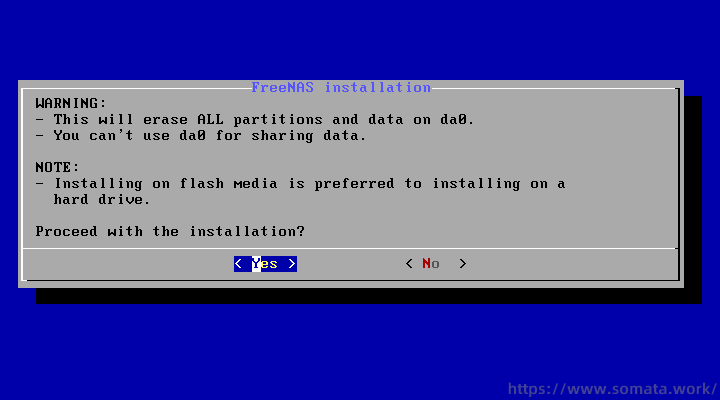 FreeNAS installation
WARNING:
- This will erase ALL partitions and data on da0.
- You can't use da0 for sharing data.
NOTE:
- Installing on flash media is preferred to installing on a
hard drive.
Proceed with the installation?
< Yes > < No >
https://www.somata.work/